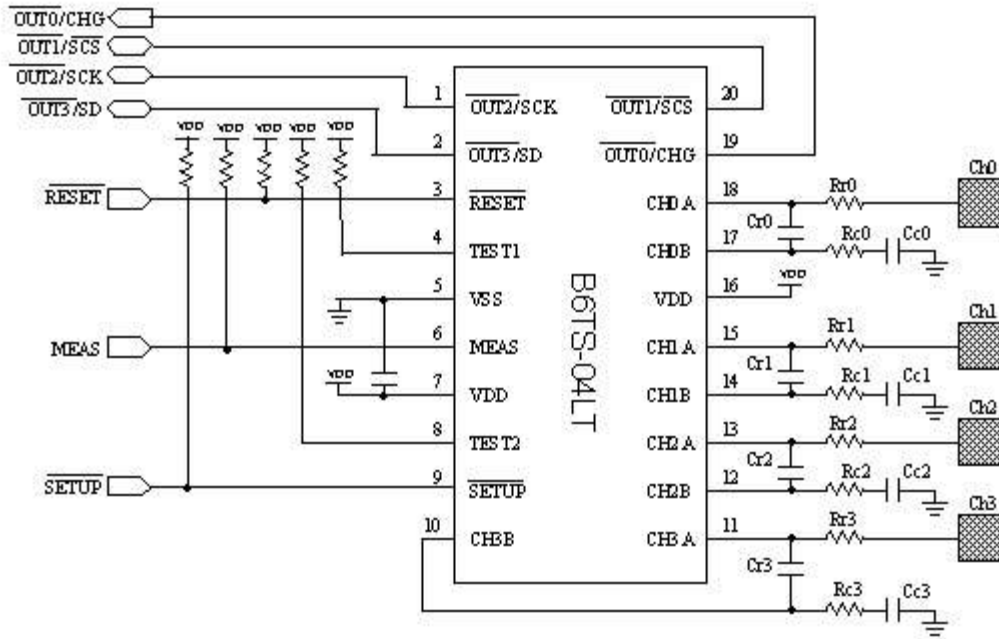 OUT0/CHG
OUT1/SCS
OUT2/SCK
OUT3/SD
VDD VDD VDD VDD VDD
RESET
MEAS
VDD
SETUP
1 OUT2/SCK
2 OUT3/SD
3 RESET
4 TEST1
5 VSS
6 MEAS
7 VDD
8 TEST2
9 SETUP
10 CH3B
B6TS-04LT
OUT1/SCS 20
OUT0/CHG 19
CH0A 18
CH0B 17
VDD 16
CH1A 15
CH1B 14
CH2A 13
CH2B 12
CH3A 11
Rr0 Ch0
Cr0
Rc0 Cc0
VDD
Rr1 Ch1
Cr1
Rc1 Cc1
Rr2 Ch2
Cr2
Rc2 Cc2
Rr3 Ch3
Cr3
Rc3 Cc3